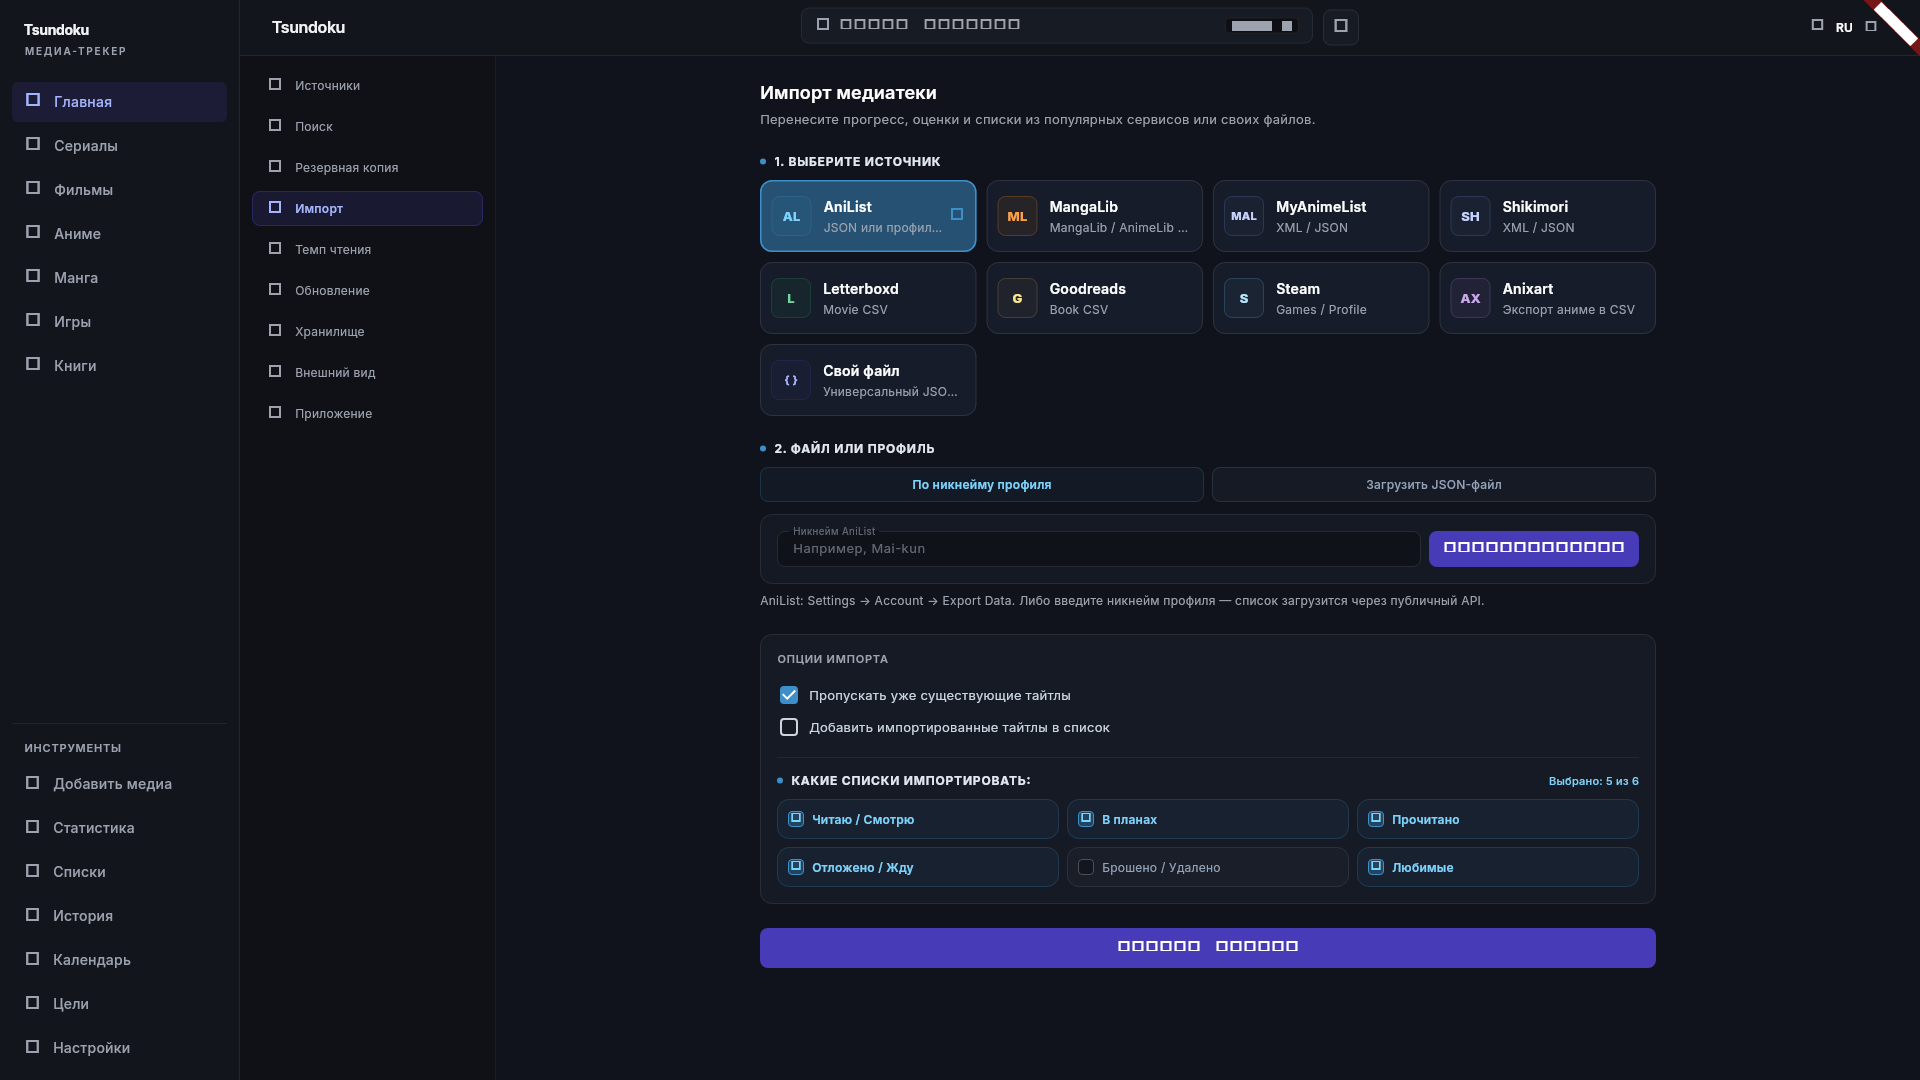 Tsundoku
МЕДИА-ТРЕКЕР
Главная
Сериалы
Фильмы
Аниме
Манга
Игры
Книги
ИНСТРУМЕНТЫ
Добавить медиа
Статистика
Списки
История
Календарь
Цели
Настройки
Tsundoku
RU
Источники
Поиск
Резервная копия
Импорт
Темп чтения
Обновление
Хранилище
Внешний вид
Приложение
Импорт медиатеки
Перенесите прогресс, оценки и списки из популярных сервисов или своих файлов.
1. ВЫБЕРИТЕ ИСТОЧНИК
AL
AniList
JSON или профил...
ML
MangaLib
MangaLib / AnimeLib ...
MAL
MyAnimeList
XML / JSON
SH
Shikimori
XML / JSON
L
Letterboxd
Movie CSV
G
Goodreads
Book CSV
S
Steam
Games / Profile
AX
Anixart
Экспорт аниме в CSV
{ }
Свой файл
Универсальный JSO...
2. ФАЙЛ ИЛИ ПРОФИЛЬ
По никнейму профиля
Загрузить JSON-файл
Никнейм AniList
Например, Mai-kun
AniList: Settings → Account → Export Data. Либо введите никнейм профиля — список загрузится через публичный API.
ОПЦИИ ИМПОРТА
Пропускать уже существующие тайтлы
Добавить импортированные тайтлы в список
КАКИЕ СПИСКИ ИМПОРТИРОВАТЬ:
Выбрано: 5 из 6
Читаю / Смотрю
В планах
Прочитано
Отложено / Жду
Брошено / Удалено
Любимые